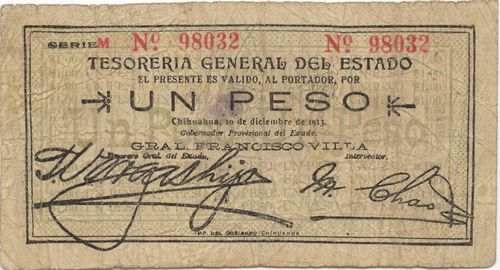 SERIE M Nº 98032 Nº 98032
TESORERIA GENERAL DEL ESTADO
EL PRESENTE ES VALIDO, AL PORTADOR, POR
UN PESO
Chihuahua, 10 de diciembre de 1913.
Gobernador Provisional del Estado.
GRAL. FRANCISCO VILLA
Tesorero Gral. del Estado, Interventor.
Chao
IMP. DEL GOBIERNO CHIHUAHUA